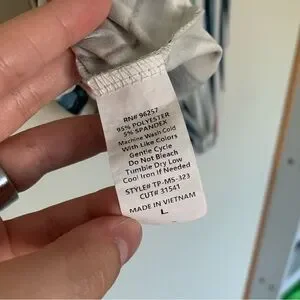 RN# 96257
95% POLYESTER
5% SPANDEX
Machine Wash Cold
With Like Colors
Gentle Cycle
Do Not Bleach
Tumble Dry Low
Cool Iron If Needed
STYLE# TP-MS-323
CUT# 31541
MADE IN VIETNAM
L